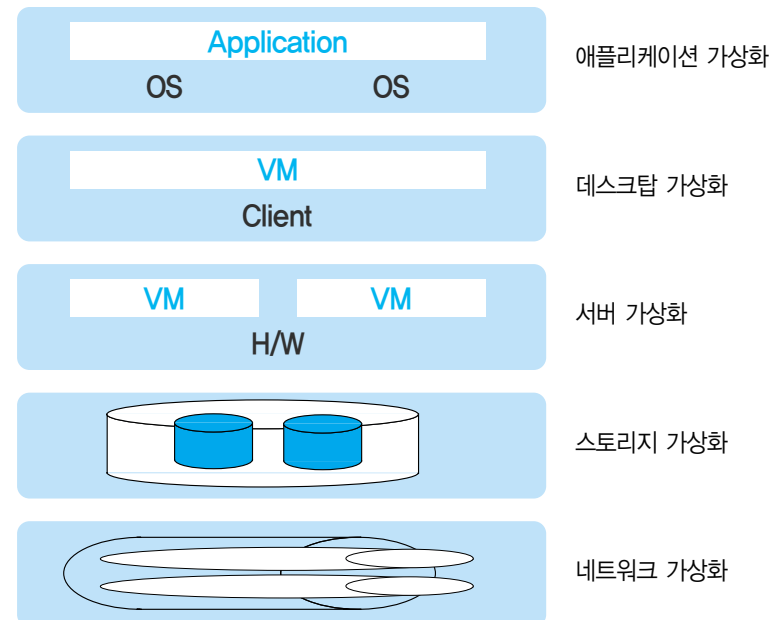 Application
OS OS
애플리케이션 가상화
VM
Client
데스크탑 가상화
VM VM
H/W
서버 가상화
스토리지 가상화
네트워크 가상화